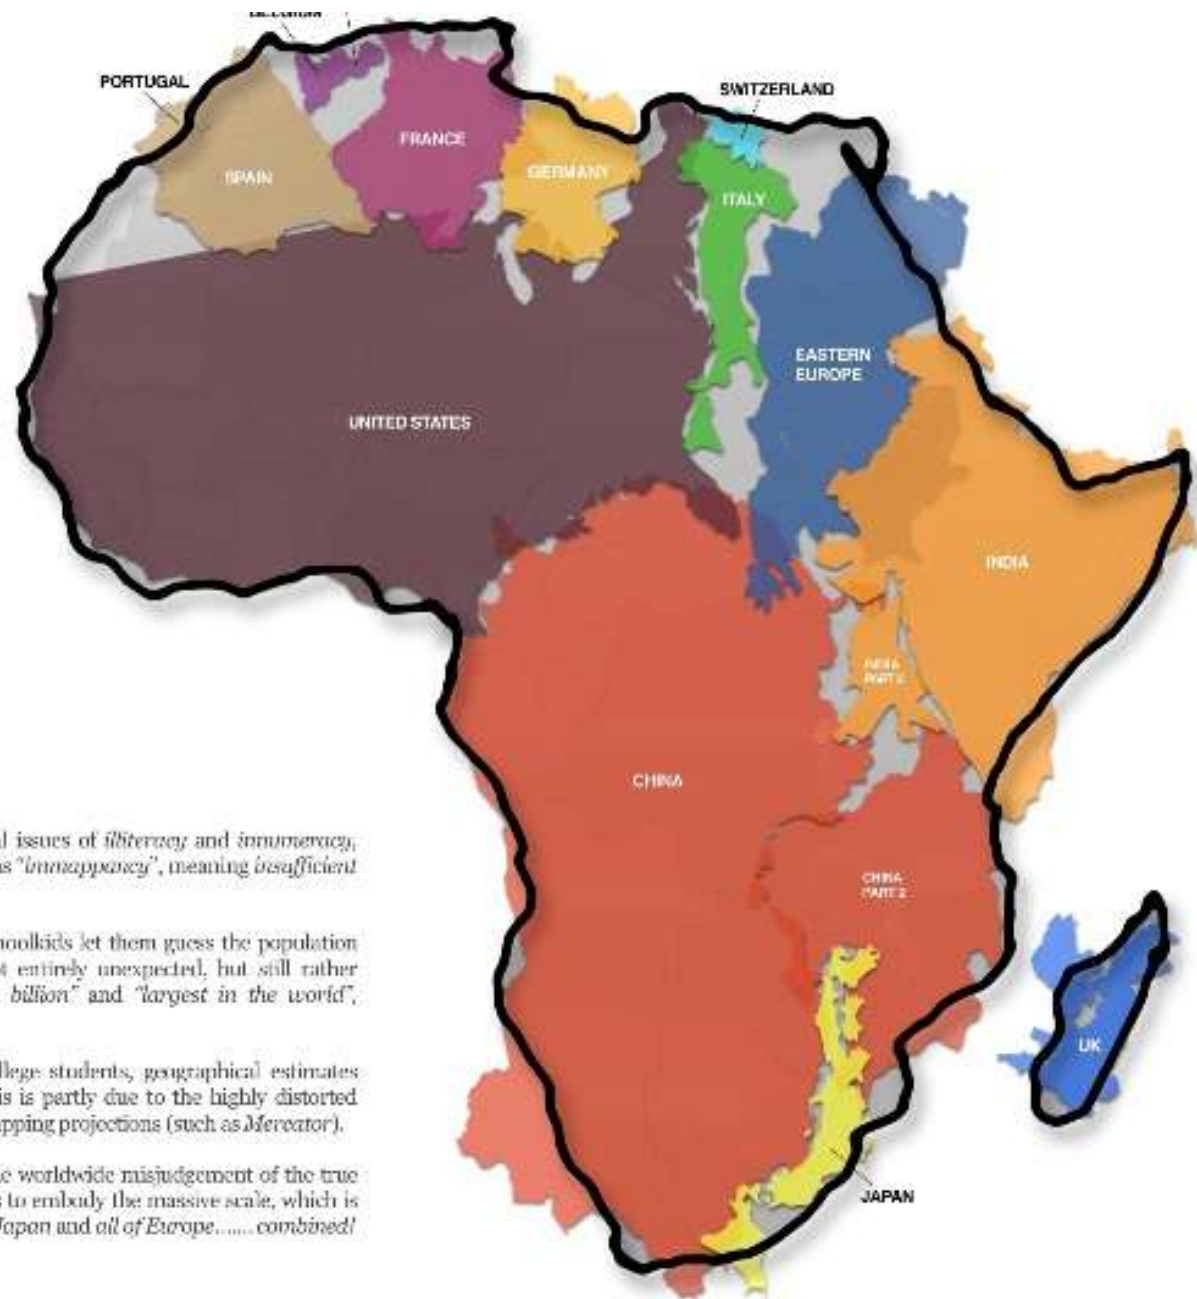 PORTUGAL
SWITZERLAND
FRANCE
SPAIN
GERMANY
ITALY
EASTERN
EUROPE
UNITED STATES
INDIA
INDIA
PART 2
CHINA
CHINA
PART 2
UK
JAPAN
l issues of illiteracy and innumeracy,
as "immappancy", meaning insufficient
hoolkids let them guess the population
t entirely unexpected, but still rather
billion" and "largest in the world",
llege students, geographical estimates
is is partly due to the highly distorted
apping projections (such as Mercator).
e worldwide misjudgement of the true
s to embody the massive scale, which is
Japan and all of Europe....... combined!